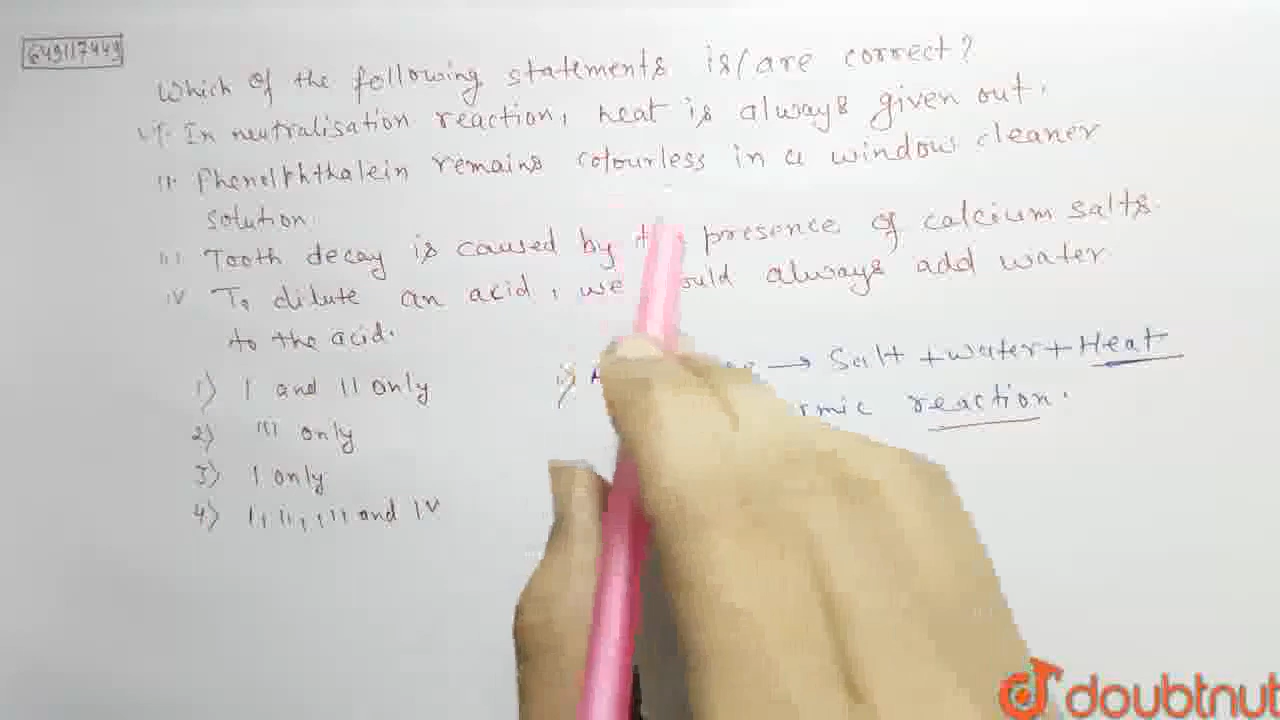 649117449
Which of the following statements is/are correct?
I. In neutralisation reaction, heat is always given out.
II. Phenolphthalein remains colourless in a window cleaner
solution.
III Tooth decay is caused by presence of calcium salts.
IV To dilute an acid, we always add water
to the acid.
1) I and II only
2) III only
3) I only
4) I, II, III and IV
i) → Salt + water + Heat
reaction.
doubtnut